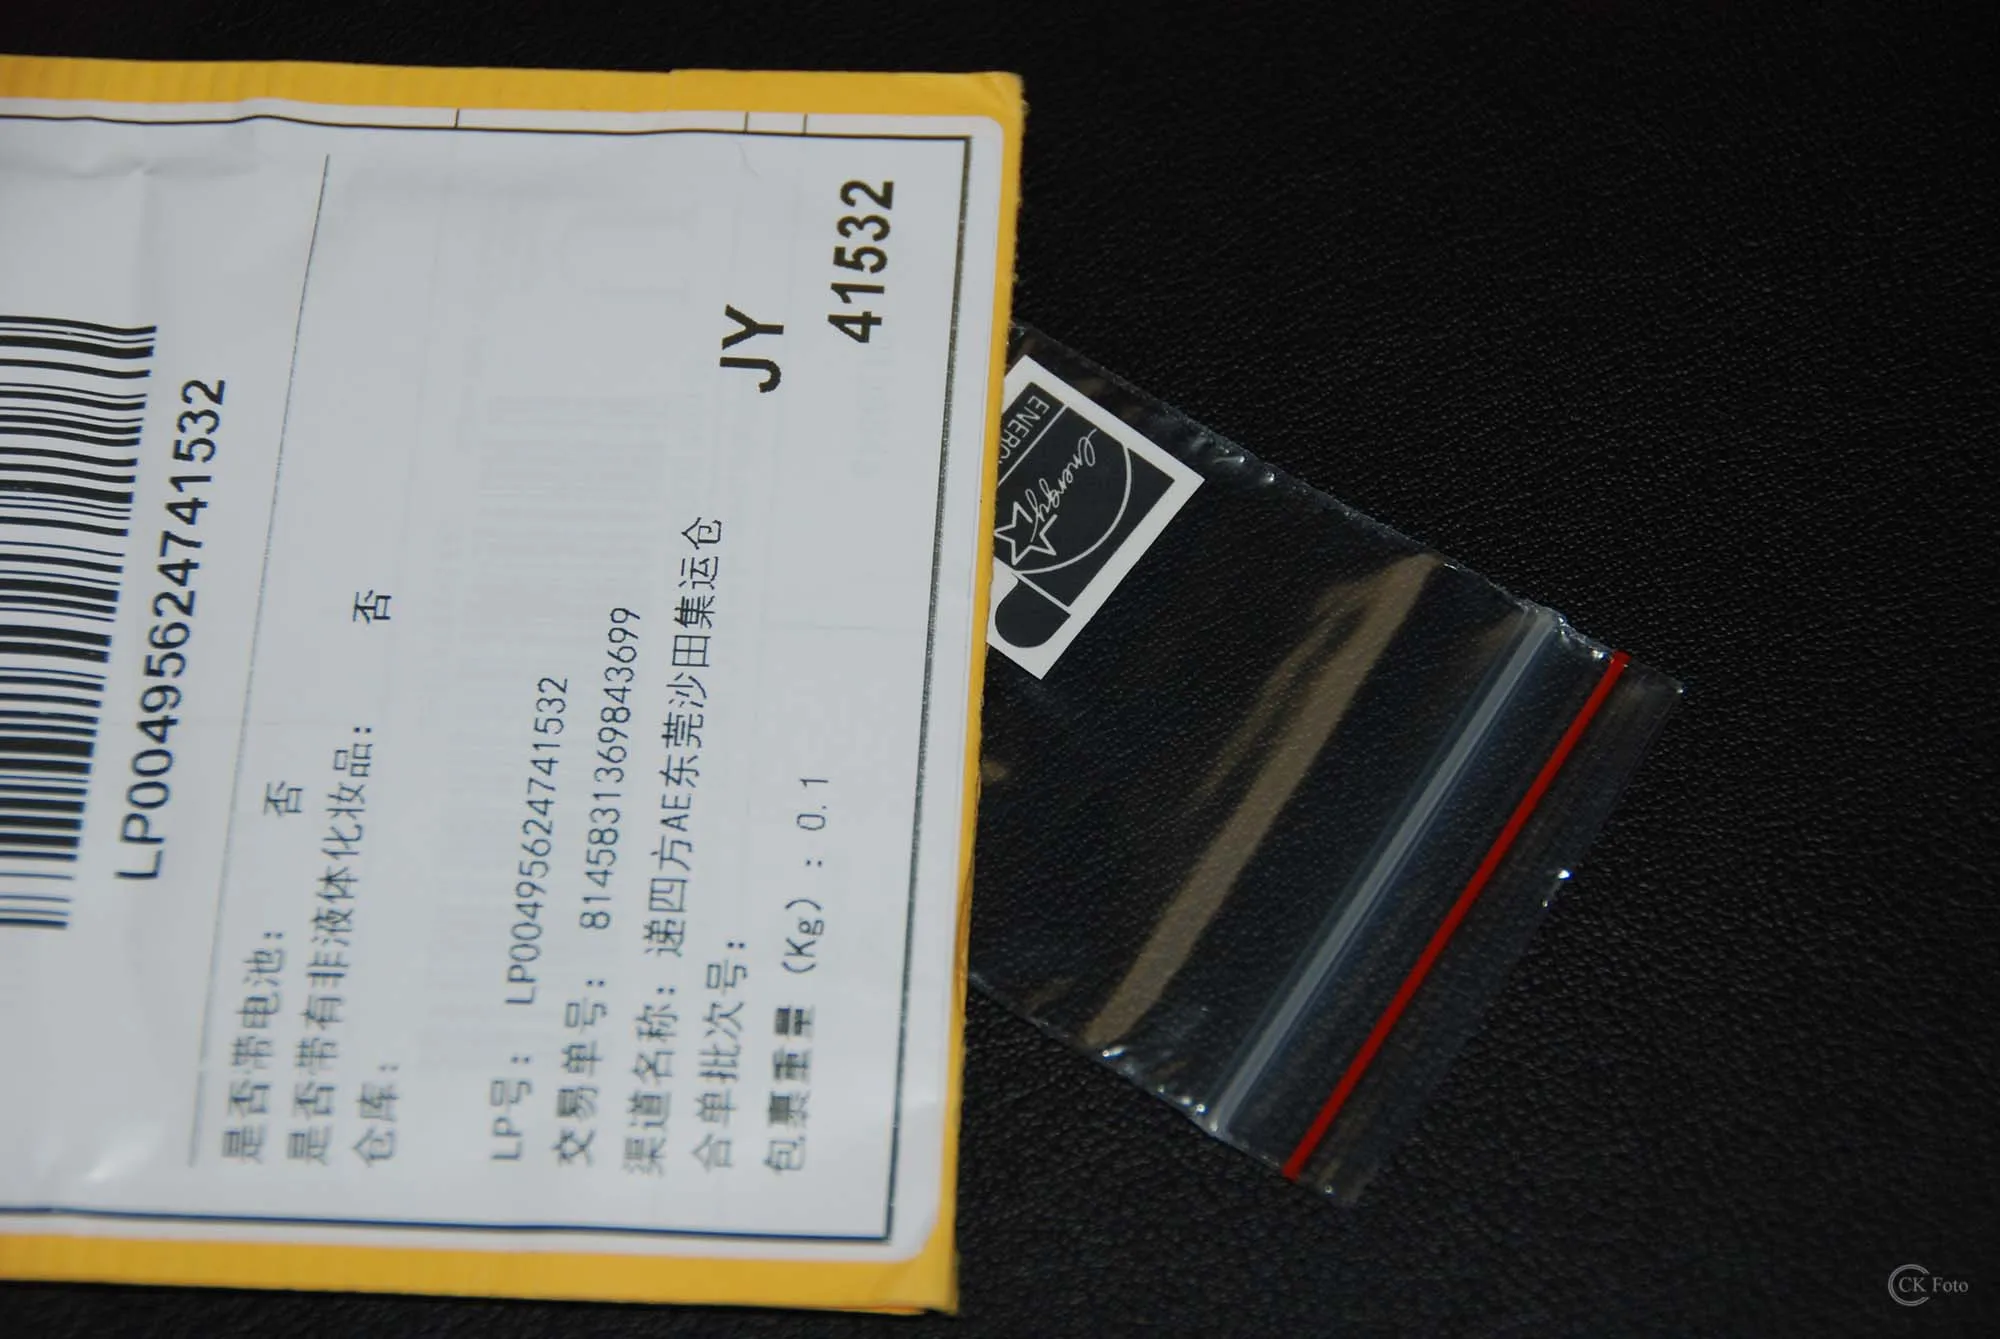 LP00495624741532
是否带电池: 否
是否带有非液体化妆品: 否
仓库:
LP号: LP00495624741532
交易单号: 8145831369843699
渠道名称: 递四方AE东莞沙田集运仓
合单批次号:
JY
包裹重量 (Kg) : 0.1
41532
energy
CK Foto